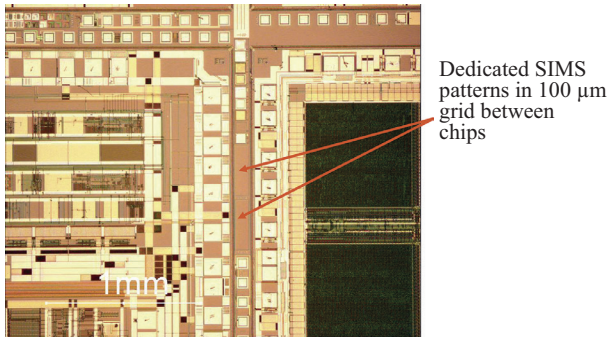 Dedicated SIMS
patterns in 100 µm
grid between
chips
1mm